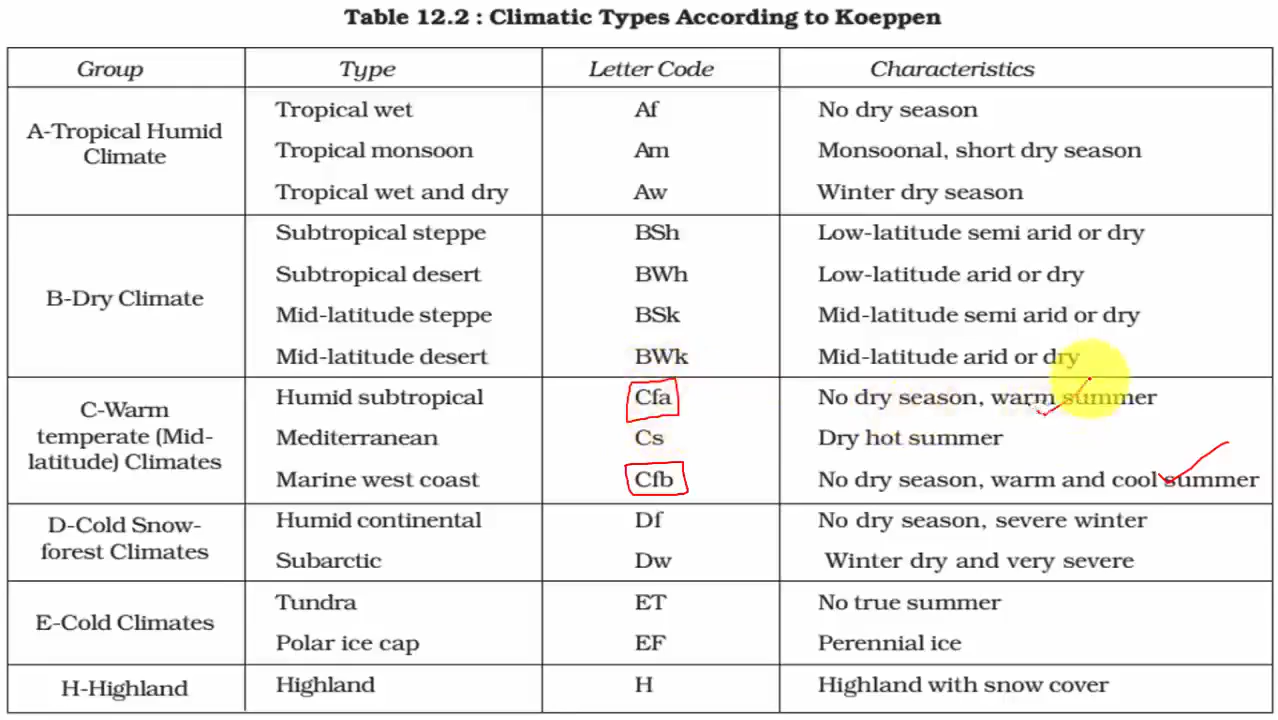 Table 12.2 : Climatic Types According to Koeppen
Group Type Letter Code Characteristics
A-Tropical Humid Climate
Tropical wet Af No dry season
Tropical monsoon Am Monsoonal, short dry season
Tropical wet and dry Aw Winter dry season
B-Dry Climate
Subtropical steppe BSh Low-latitude semi arid or dry
Subtropical desert BWh Low-latitude arid or dry
Mid-latitude steppe BSk Mid-latitude semi arid or dry
Mid-latitude desert BWk Mid-latitude arid or dry
C-Warm temperate (Mid-latitude) Climates
Humid subtropical Cfa No dry season, warm summer
Mediterranean Cs Dry hot summer
Marine west coast Cfb No dry season, warm and cool summer
D-Cold Snow-forest Climates
Humid continental Df No dry season, severe winter
Subarctic Dw Winter dry and very severe
E-Cold Climates
Tundra ET No true summer
Polar ice cap EF Perennial ice
H-Highland Highland H Highland with snow cover